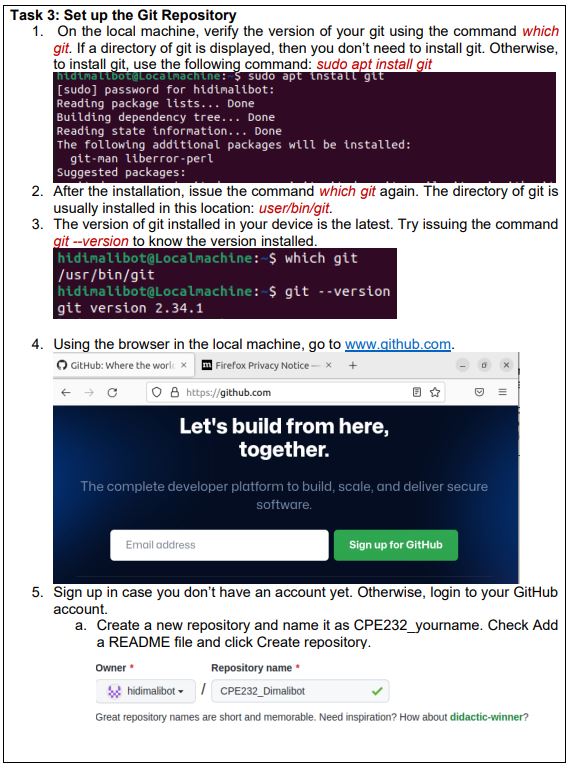 Task 3: Set up the Git Repository
1. On the local machine, verify the version of your git using the command which
git. If a directory of git is displayed, then you don't need to install git. Otherwise,
to install git, use the following command: sudo apt install git
hidimalibot@Localmachine:~$ sudo apt install git
[sudo] password for hidimalibot:
Reading package lists... Done
Building dependency tree... Done
Reading state information... Done
The following additional packages will be installed:
git-man liberror-perl
Suggested packages:
2. After the installation, issue the command which git again. The directory of git is
usually installed in this location: user/bin/git.
3. The version of git installed in your device is the latest. Try issuing the command
git --version to know the version installed.
hidimalibot@Localmachine:~$ which git
/usr/bin/git
hidimalibot@Localmachine:~$ git --version
git version 2.34.1
4. Using the browser in the local machine, go to www.github.com.
GitHub: Where the worl × Firefox Privacy Notice — × +
https://github.com
Let's build from here,
together.
The complete developer platform to build, scale, and deliver secure
software.
Email address Sign up for GitHub
5. Sign up in case you don't have an account yet. Otherwise, login to your GitHub
account.
a. Create a new repository and name it as CPE232_yourname. Check Add
a README file and click Create repository.
Owner * Repository name *
hidimalibot / CPE232_Dimalibot
Great repository names are short and memorable. Need inspiration? How about didactic-winner?